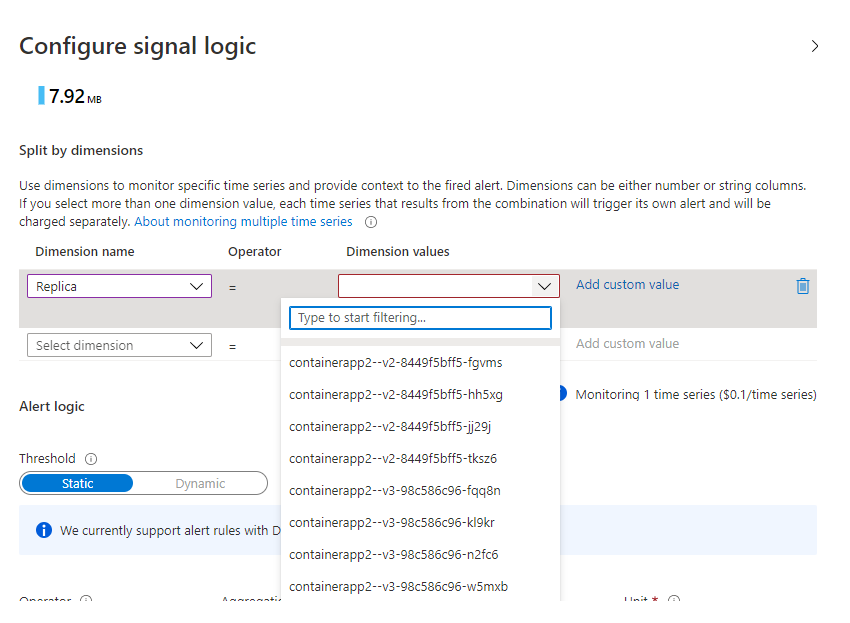 Configure signal logic
7.92 MB
Split by dimensions
Use dimensions to monitor specific time series and provide context to the fired alert. Dimensions can be either number or string columns.
If you select more than one dimension value, each time series that results from the combination will trigger its own alert and will be
charged separately. About monitoring multiple time series
Dimension name Operator Dimension values
Replica = Add custom value
Type to start filtering...
Select dimension = Add custom value
containerapp2--v2-8449f5bff5-fgvms
containerapp2--v2-8449f5bff5-hh5xg
Monitoring 1 time series ($0.1/time series)
Alert logic
containerapp2--v2-8449f5bff5-jj29j
Threshold
containerapp2--v2-8449f5bff5-tksz6
Static Dynamic
containerapp2--v3-98c586c96-fqq8n
containerapp2--v3-98c586c96-kl9kr
We currently support alert rules with D
containerapp2--v3-98c586c96-n2fc6
containerapp2--v3-98c586c96-w5mxb
Operator Aggregatio Unit *